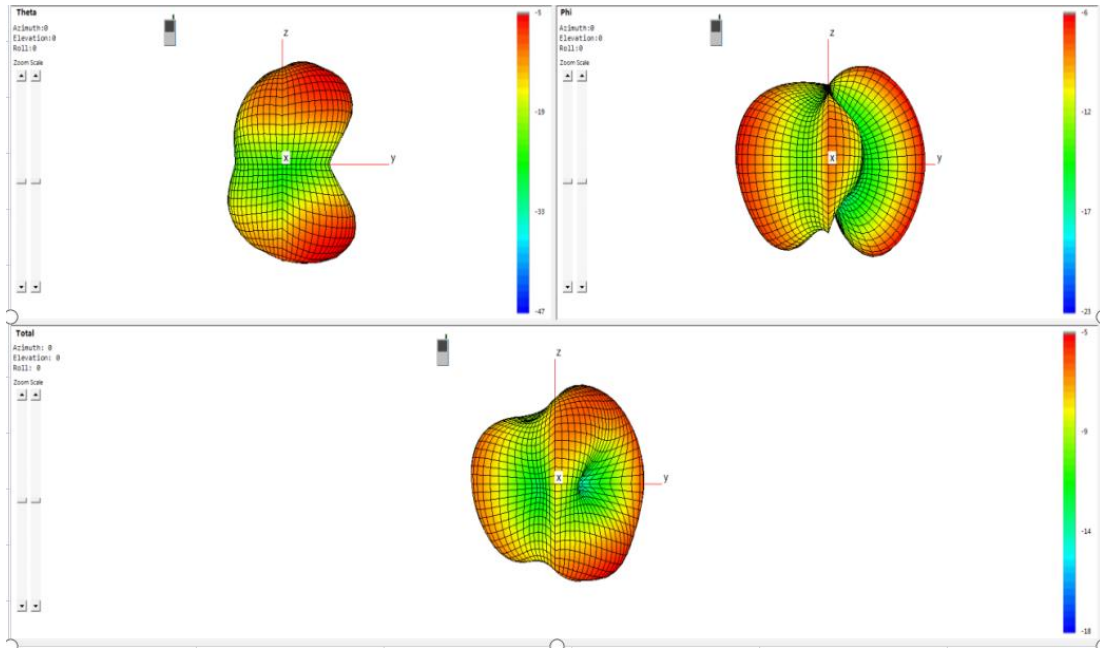 Theta
Azimuth:0
Elevation:0
Roll:0
Zoom Scale
z
x
y
-5
-19
-33
-47
Phi
Azimuth:0
Elevation:0
Roll:0
Zoom Scale
z
x
y
-6
-12
-17
-23
Total
Azimuth: 0
Elevation: 0
Roll: 0
Zoom Scale
z
x
y
-5
-9
-14
-18